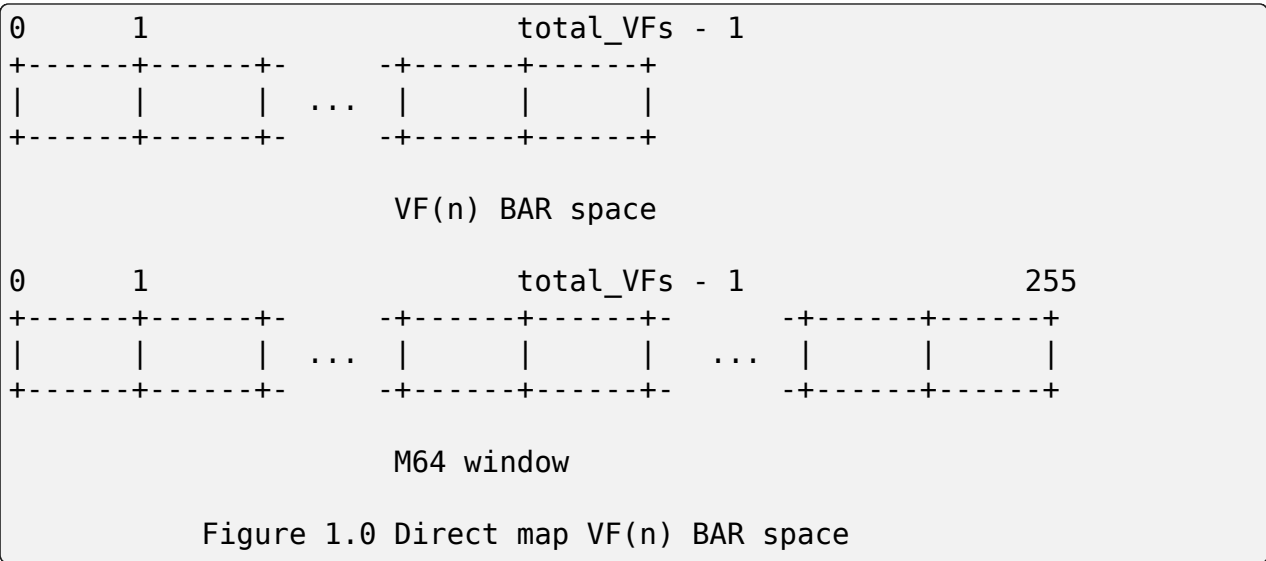 0      1                     total_VFs - 1
+------+------+-     -+------+------+
|      |      |  ...  |      |      |
+------+------+-     -+------+------+
                     VF(n) BAR space
0      1                     total_VFs - 1                255
+------+------+-     -+------+------+-      -+------+------+
|      |      |  ...  |      |      |   ...  |      |      |
+------+------+-     -+------+------+-      -+------+------+
                     M64 window
          Figure 1.0 Direct map VF(n) BAR space